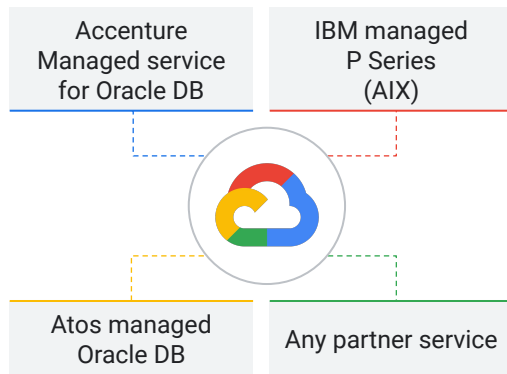 Accenture
Managed service
for Oracle DB
IBM managed
P Series
(AIX)
Atos managed
Oracle DB
Any partner service